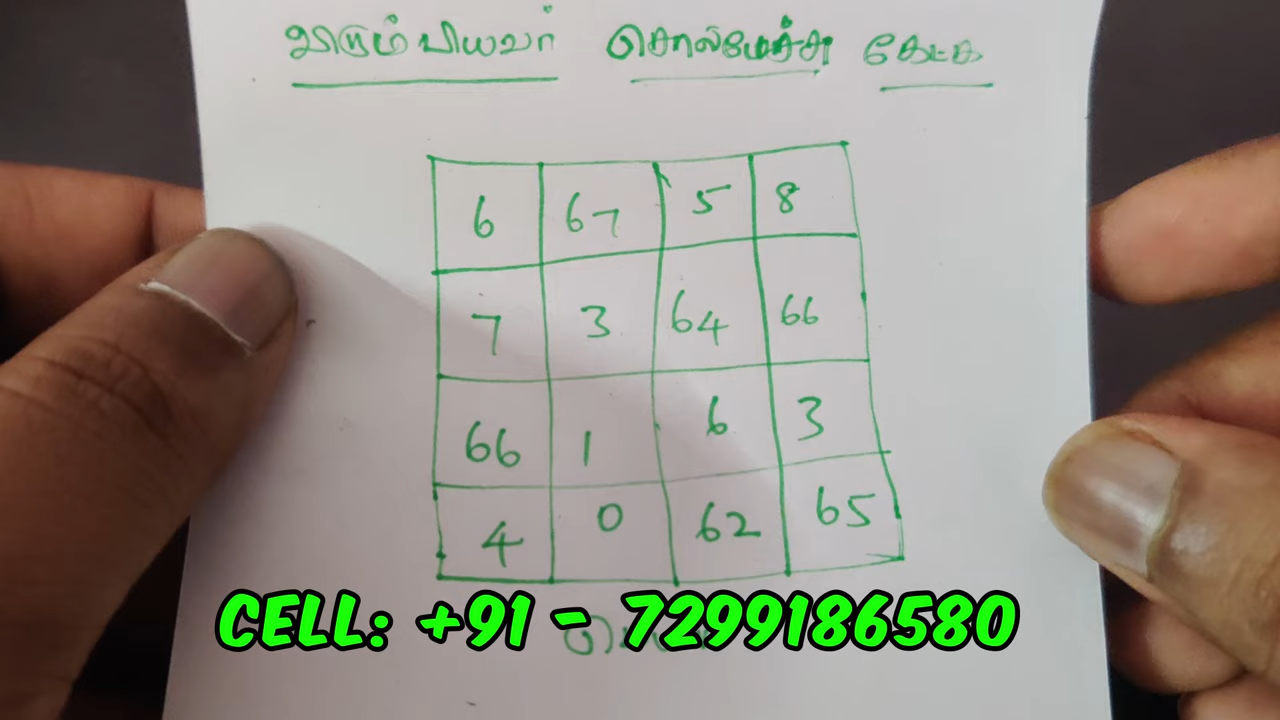 விரும்பியவர் சொல்பேச்சு கேட்க
6 67 5 8
7 3 64 66
66 1 6 3
4 0 62 65
CELL: +91 - 7299186580